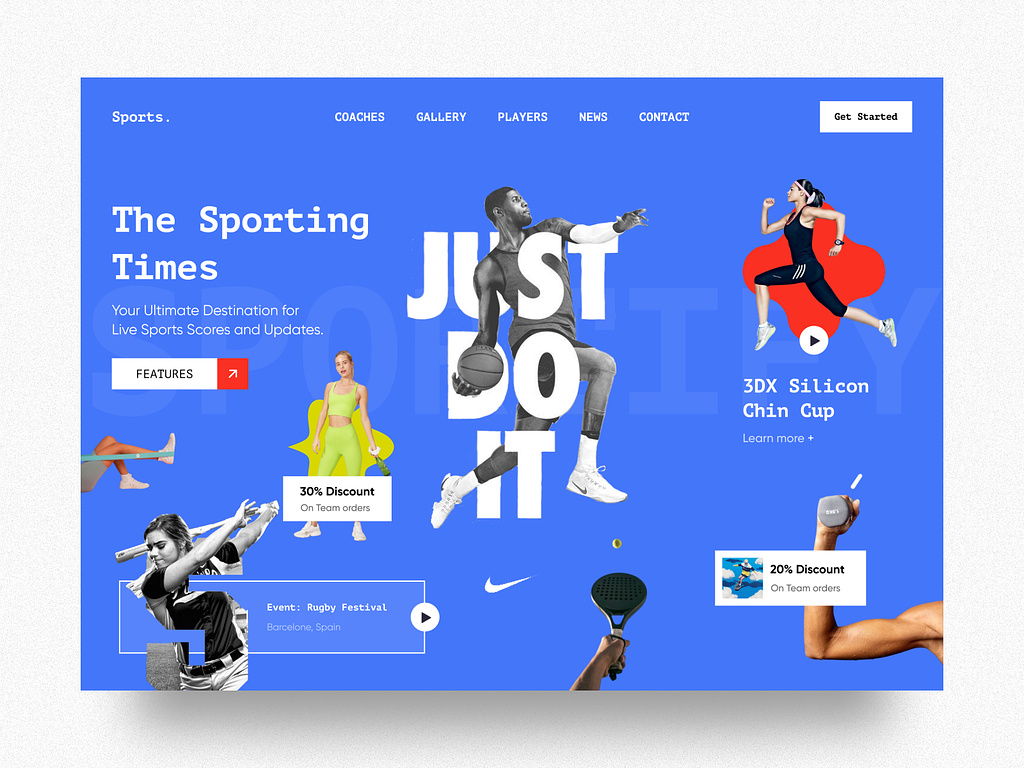 Sports.
COACHES
GALLERY
PLAYERS
NEWS
CONTACT
Get Started
The Sporting
Times
Your Ultimate Destination for
Live Sports Scores and Updates.
FEATURES
SPORTIFY
JUST
DO
IT
3DX Silicon
Chin Cup
Learn more +
30% Discount
On Team orders
20% Discount
On Team orders
Event: Rugby Festival
Barcelone, Spain